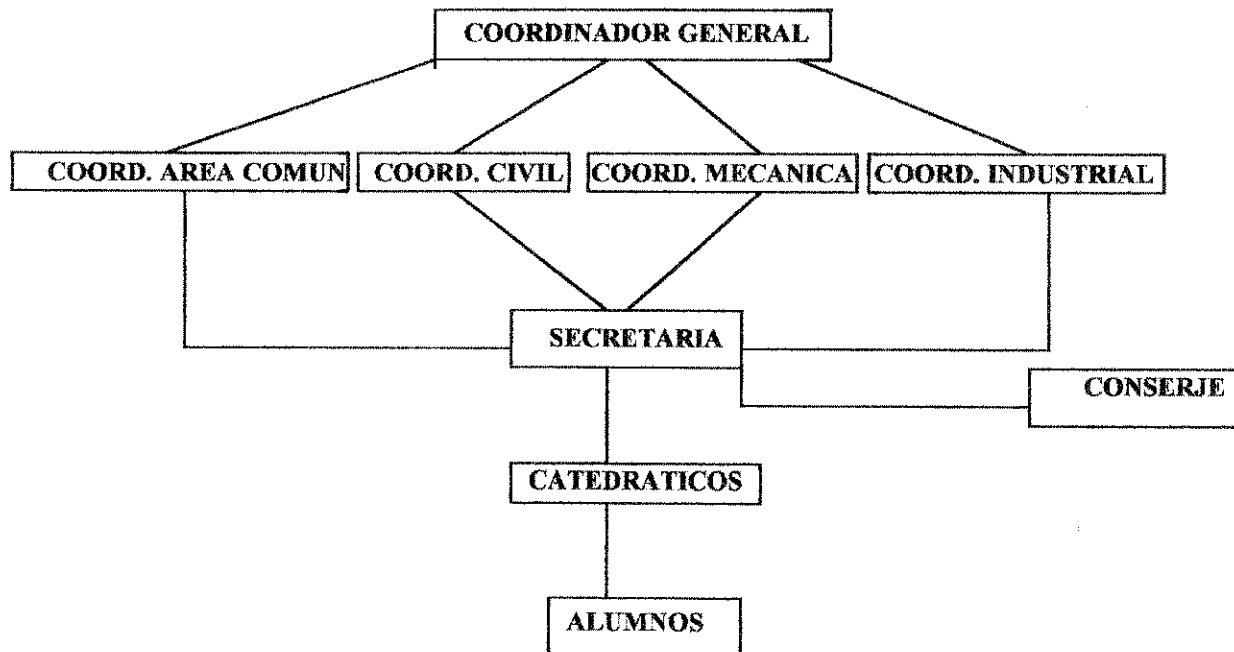 COORDINADOR GENERAL
COORD. AREA COMUN
COORD. CIVIL
COORD. MECANICA
COORD. INDUSTRIAL
SECRETARIA
CONSERJE
CATEDRATICOS
ALUMNOS